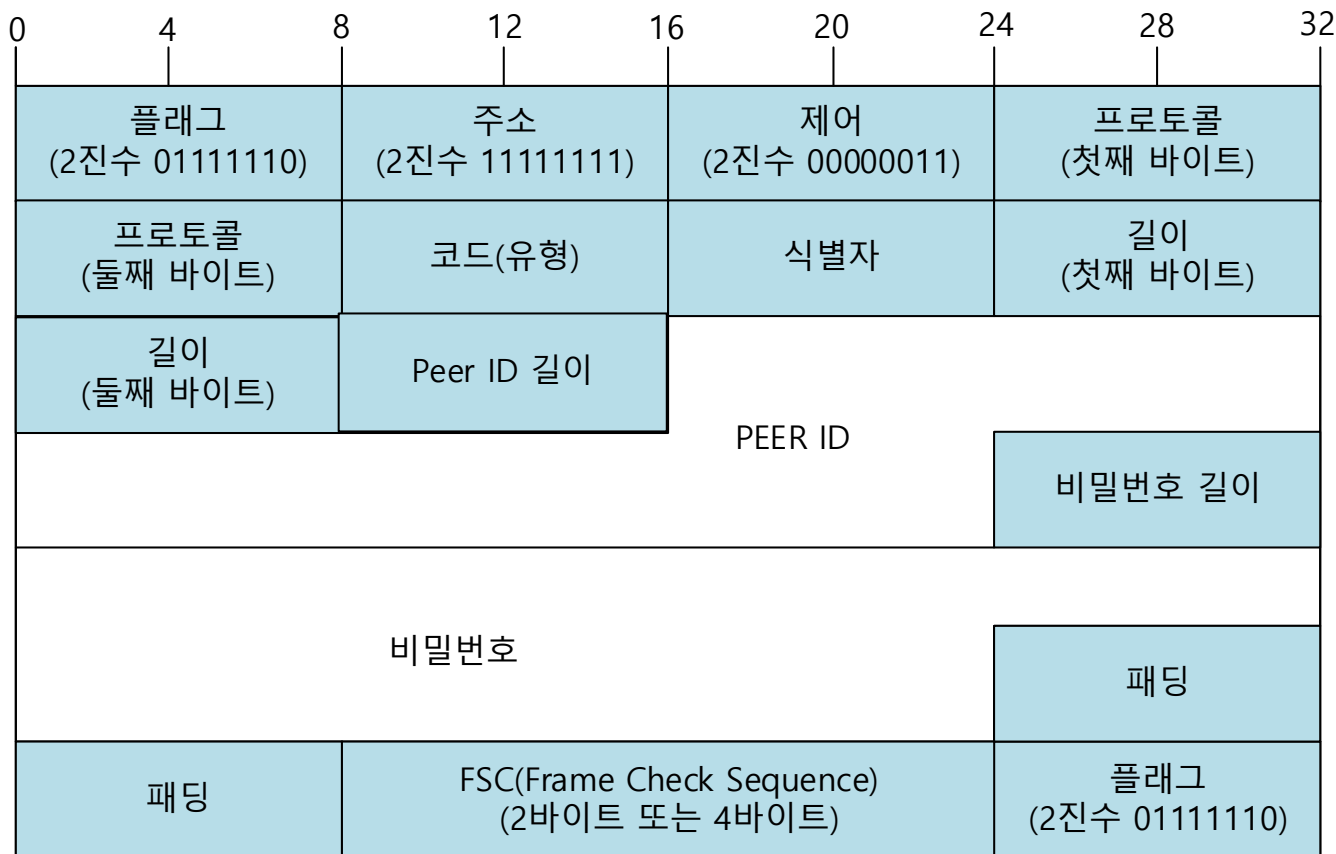 0 4 8 12 16 20 24 28 32
플래그
(2진수 01111110)
주소
(2진수 11111111)
제어
(2진수 00000011)
프로토콜
(첫째 바이트)
프로토콜
(둘째 바이트)
코드(유형)
식별자
길이
(첫째 바이트)
길이
(둘째 바이트)
Peer ID 길이
PEER ID
비밀번호 길이
비밀번호
패딩
패딩
FSC(Frame Check Sequence)
(2바이트 또는 4바이트)
플래그
(2진수 01111110)